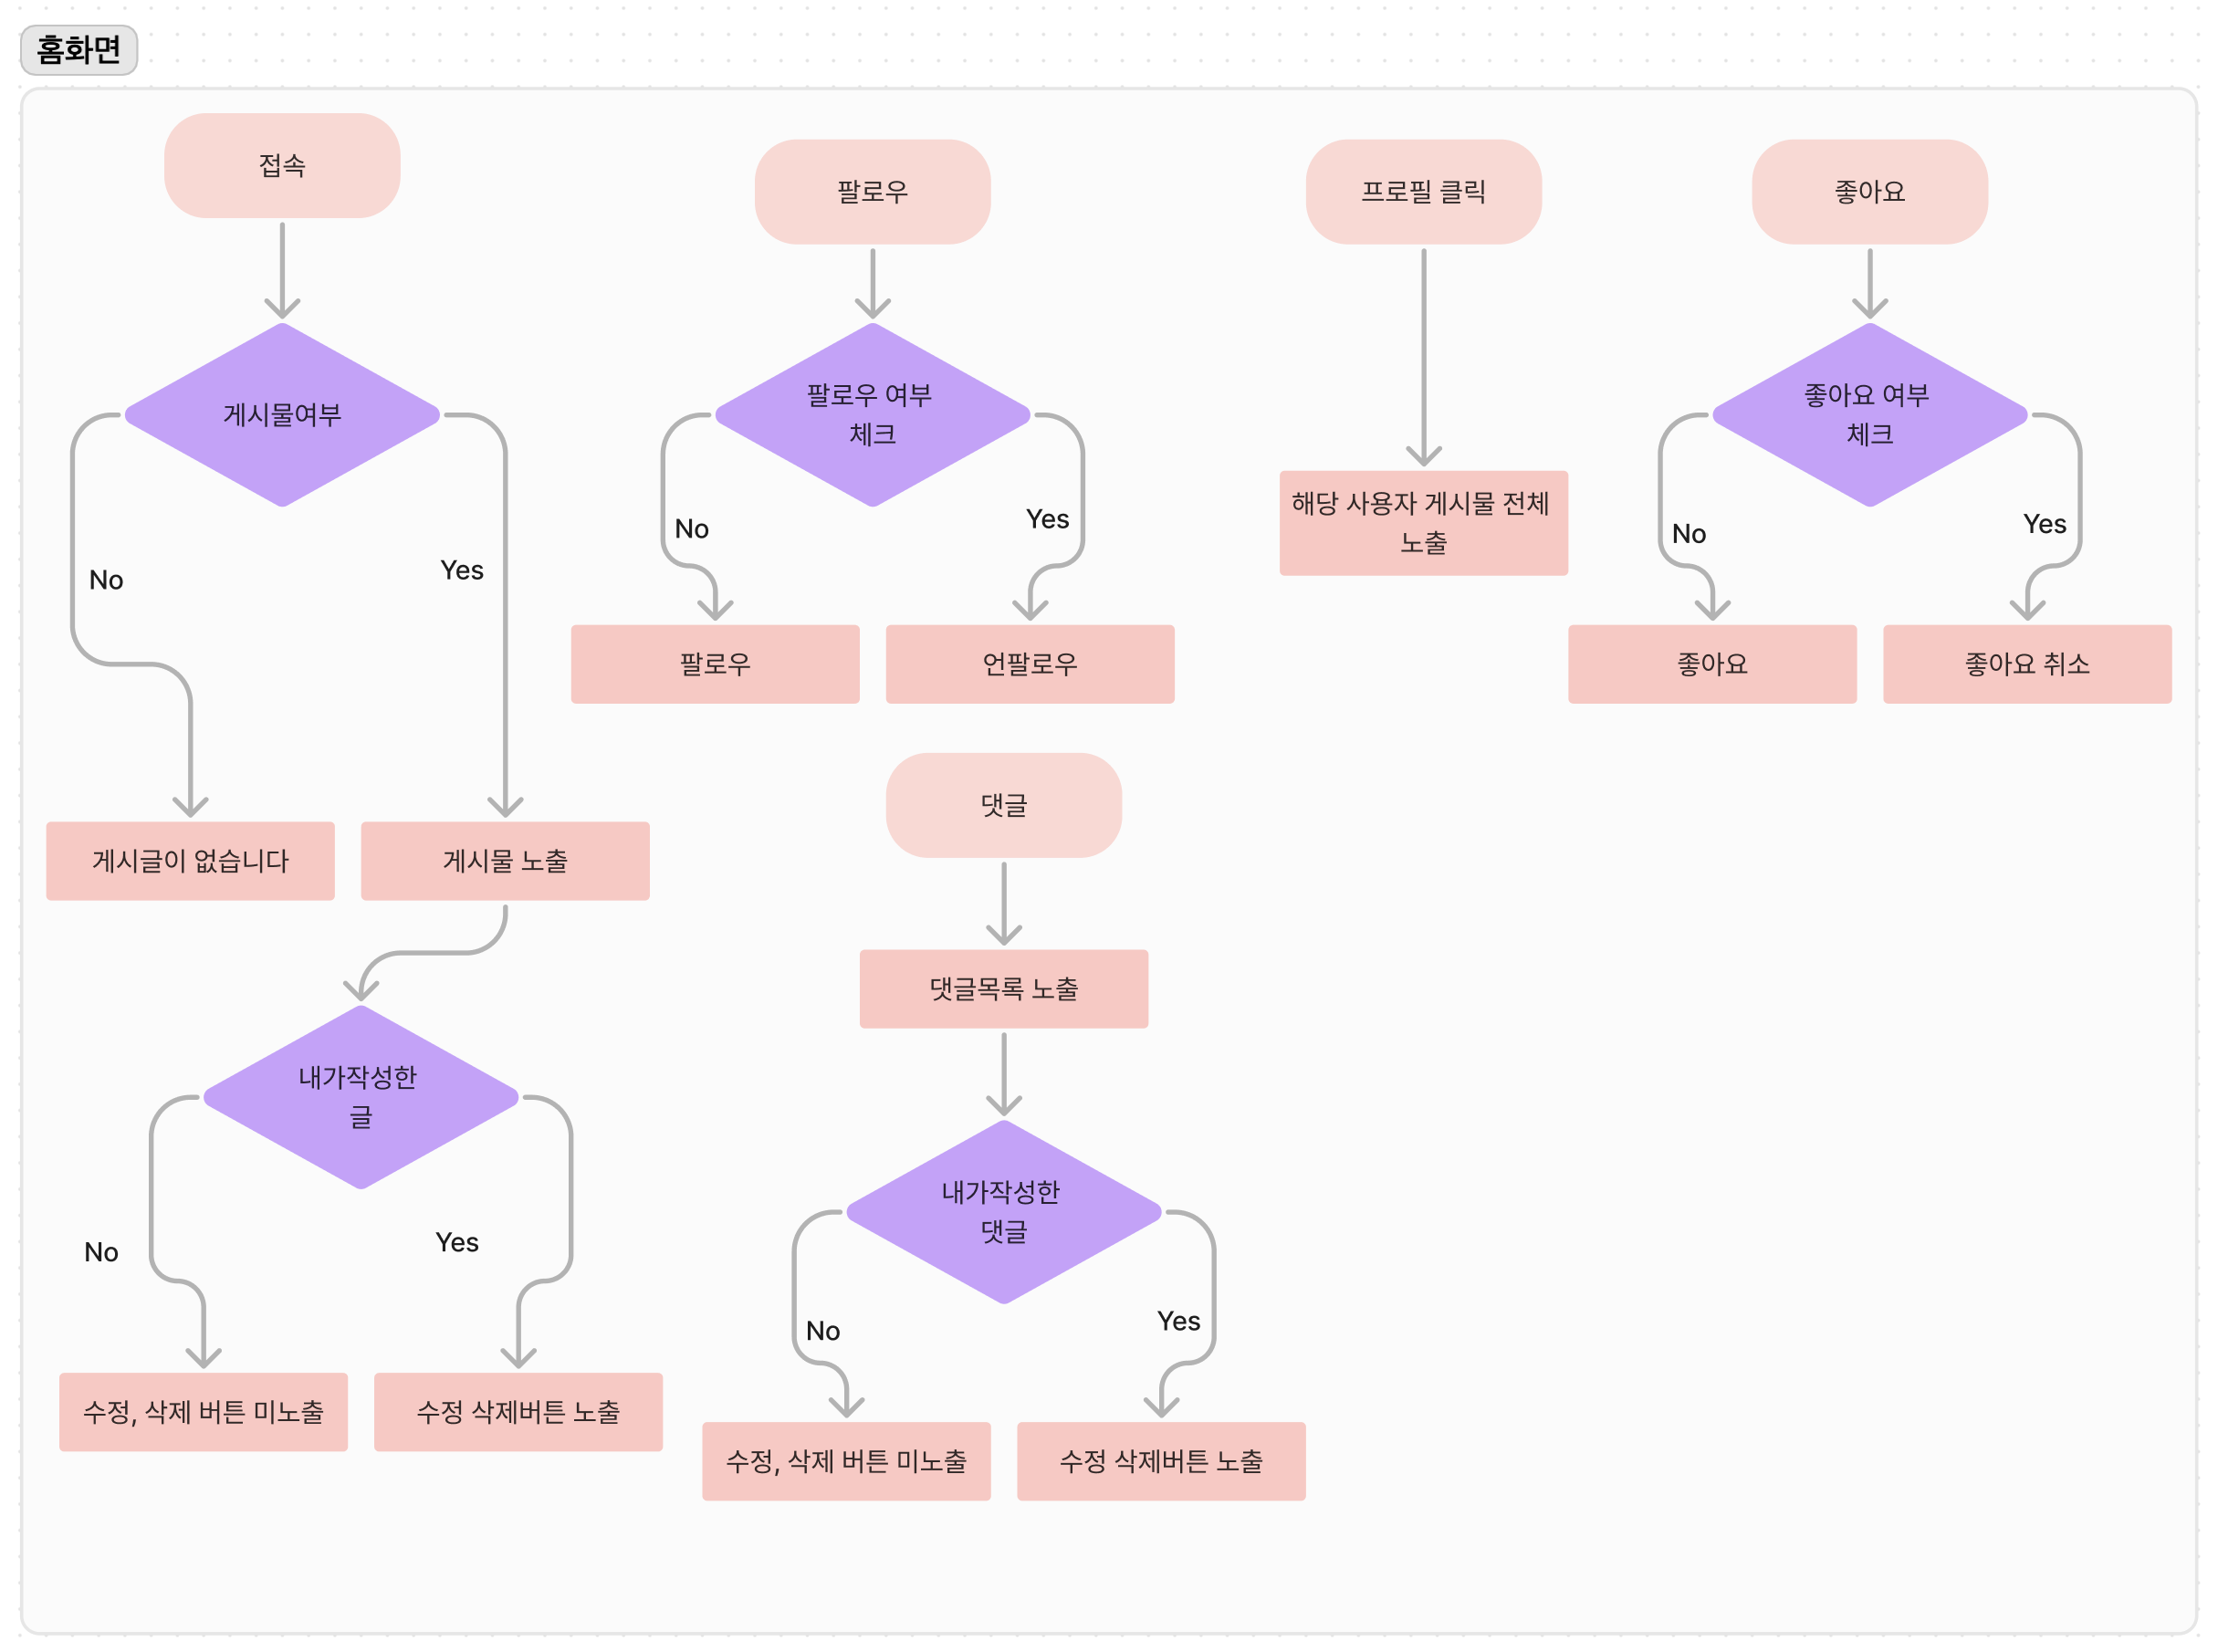 홈화면
접속
게시물여부
No
Yes
게시글이 없습니다
게시물 노출
내가작성한
글
No
Yes
수정, 삭제 버튼 미노출
수정 삭제버튼 노출
팔로우
팔로우 여부
체크
No
Yes
팔로우
언팔로우
댓글
댓글목록 노출
내가작성한
댓글
No
Yes
수정, 삭제 버튼 미노출
수정 삭제버튼 노출
프로필 클릭
해당 사용자 게시물 전체
노출
좋아요
좋아요 여부
체크
No
Yes
좋아요
좋아요 취소